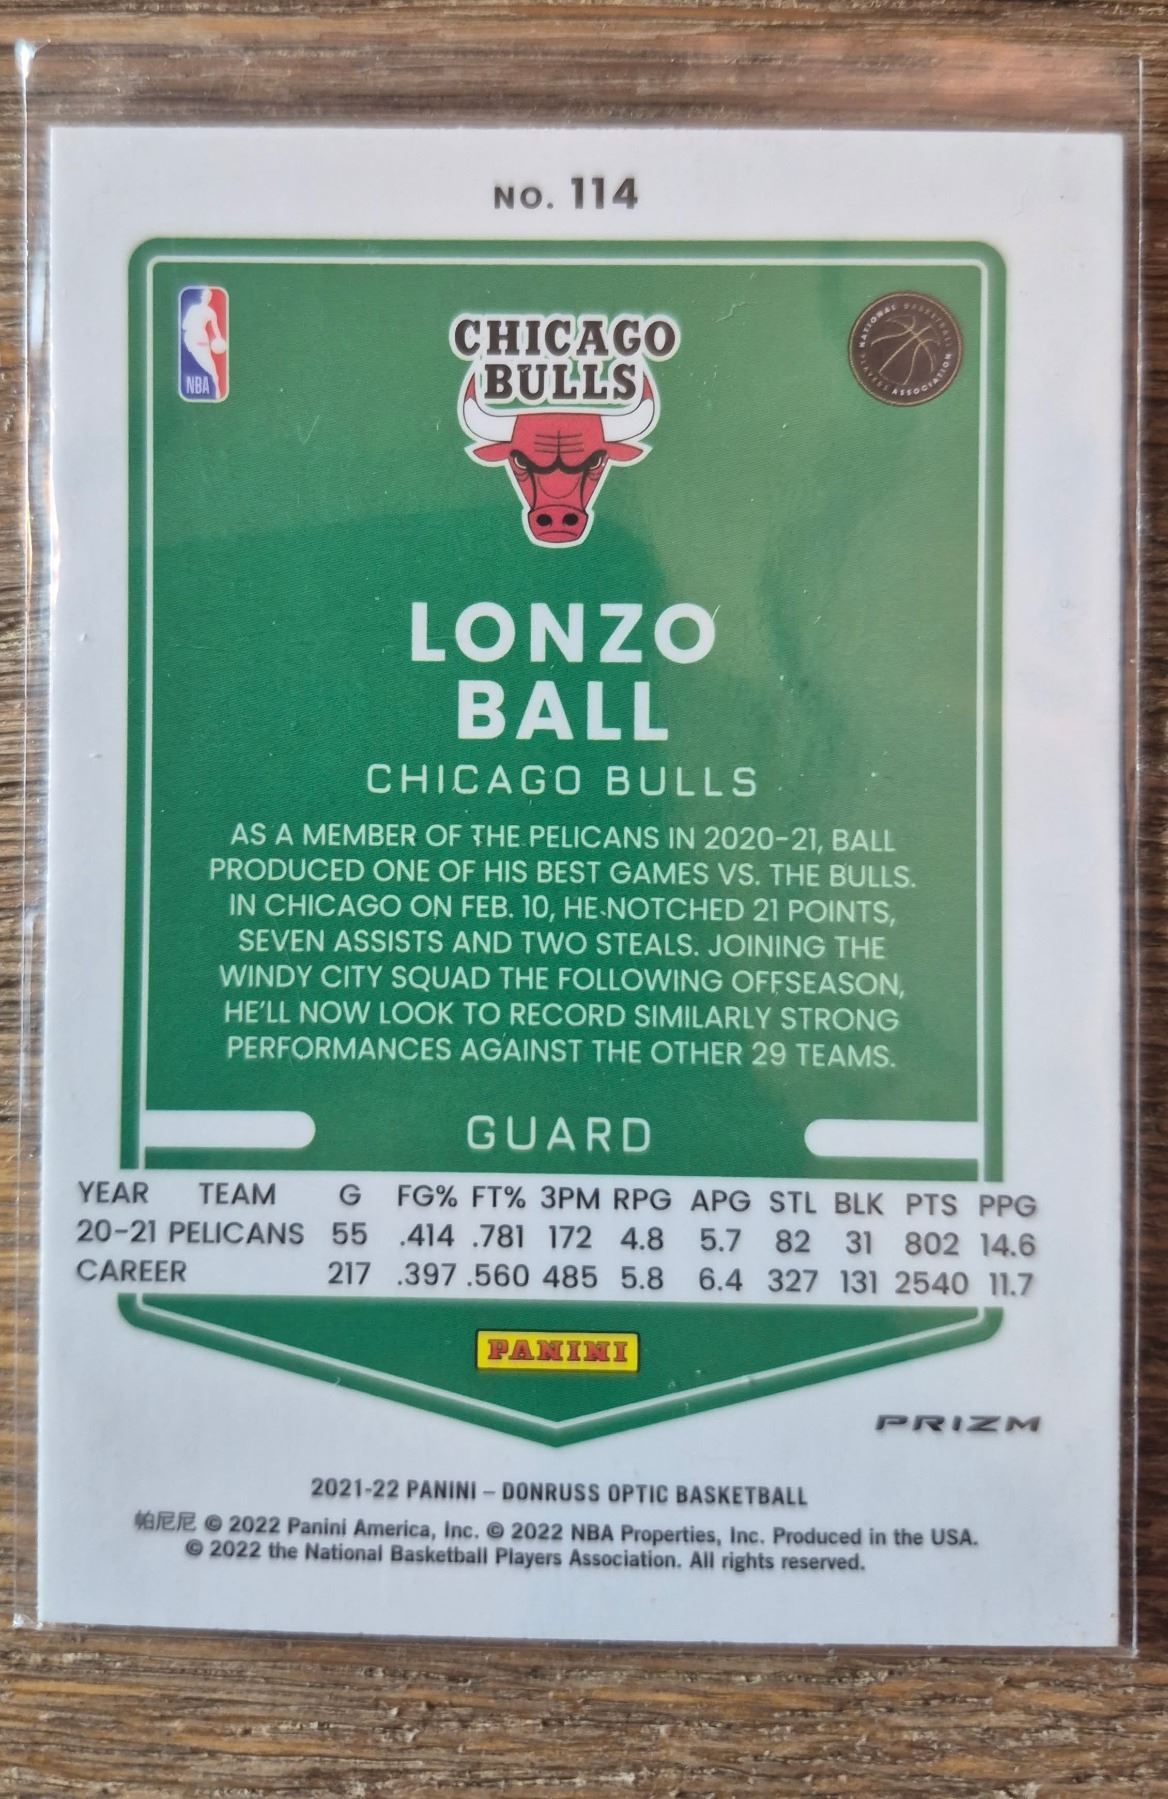 NO. 114
NBA
NATIONAL BASKETBALL
PLAYERS ASSOCIATION
CHICAGO
BULLS
LONZO
BALL
CHICAGO BULLS
AS A MEMBER OF THE PELICANS IN 2020-21, BALL
PRODUCED ONE OF HIS BEST GAMES VS. THE BULLS.
IN CHICAGO ON FEB. 10, HE NOTCHED 21 POINTS,
SEVEN ASSISTS AND TWO STEALS. JOINING THE
WINDY CITY SQUAD THE FOLLOWING OFFSEASON,
HE'LL NOW LOOK TO RECORD SIMILARLY STRONG
PERFORMANCES AGAINST THE OTHER 29 TEAMS.
GUARD
YEAR TEAM G FG% FT% 3PM RPG APG STL BLK PTS PPG
20-21 PELICANS 55 .414 .781 172 4.8 5.7 82 31 802 14.6
CAREER 217 .397 .560 485 5.8 6.4 327 131 2540 11.7
PANINI
PRIZM
2021-22 PANINI – DONRUSS OPTIC BASKETBALL
帕尼尼 © 2022 Panini America, Inc. © 2022 NBA Properties, Inc. Produced in the USA.
© 2022 the National Basketball Players Association. All rights reserved.